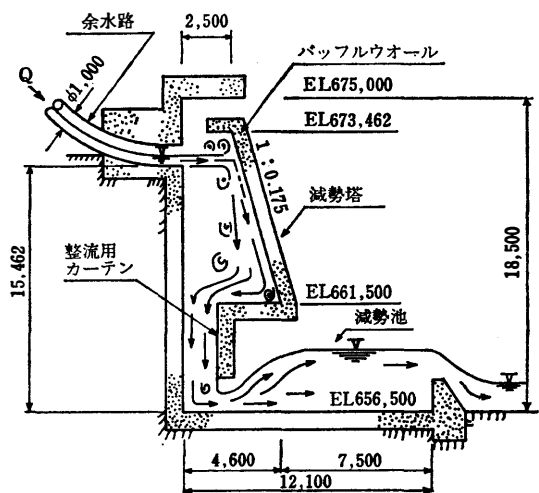 余水路
2,500
バッフルウオール
Q
φ1,000
EL675,000
EL673,462
1:0.175
減勢塔
15,462
整流用
カーテン
18,500
EL661,500
減勢池
EL656,500
4,600
7,500
12,100